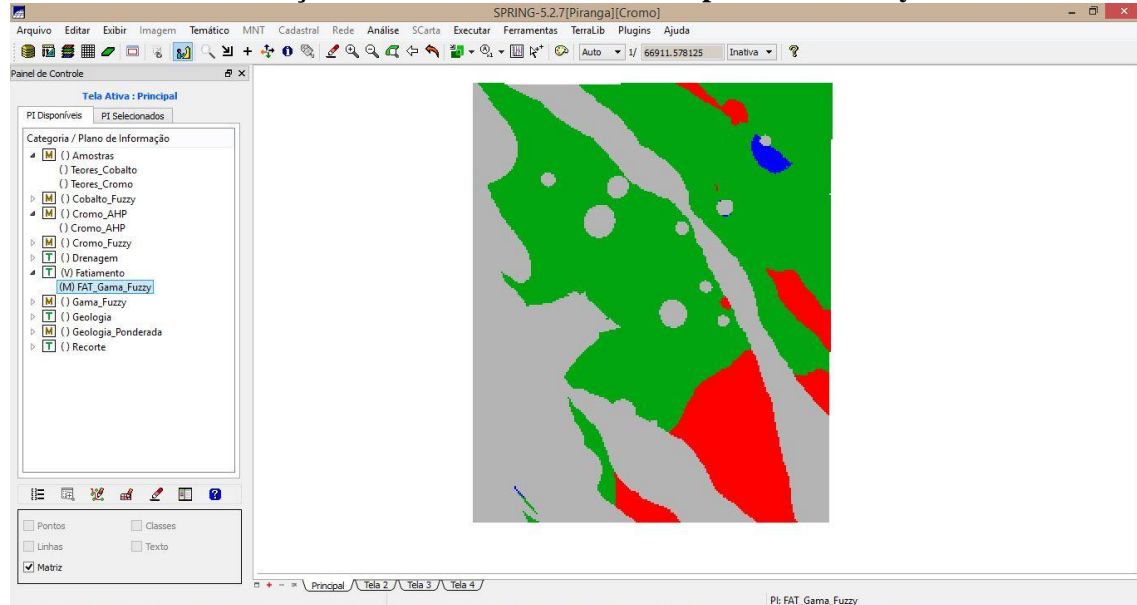 SPRING-5.2.7[Piranga][Cromo]
Arquivo Editar Exibir Imagem Temático MNT Cadastral Rede Análise SCarta Executar Ferramentas TerraLib Plugins Ajuda
Auto 1/ 66911.578125 Inativa
Painel de Controle
Tela Ativa : Principal
PI Disponíveis PI Selecionados
Categoria / Plano de Informação
M () Amostras
() Teores_Cobalto
() Teores_Cromo
M () Cobalto_Fuzzy
M () Cromo_AHP
() Cromo_AHP
M () Cromo_Fuzzy
T () Drenagem
T (V) Fatiamento
(M) FAT_Gama_Fuzzy
M () Gama_Fuzzy
T () Geologia
M () Geologia_Ponderada
T () Recorte
Pontos Classes
Linhas Texto
Matriz
Principal Tela 2 Tela 3 Tela 4
PI: FAT_Gama_Fuzzy